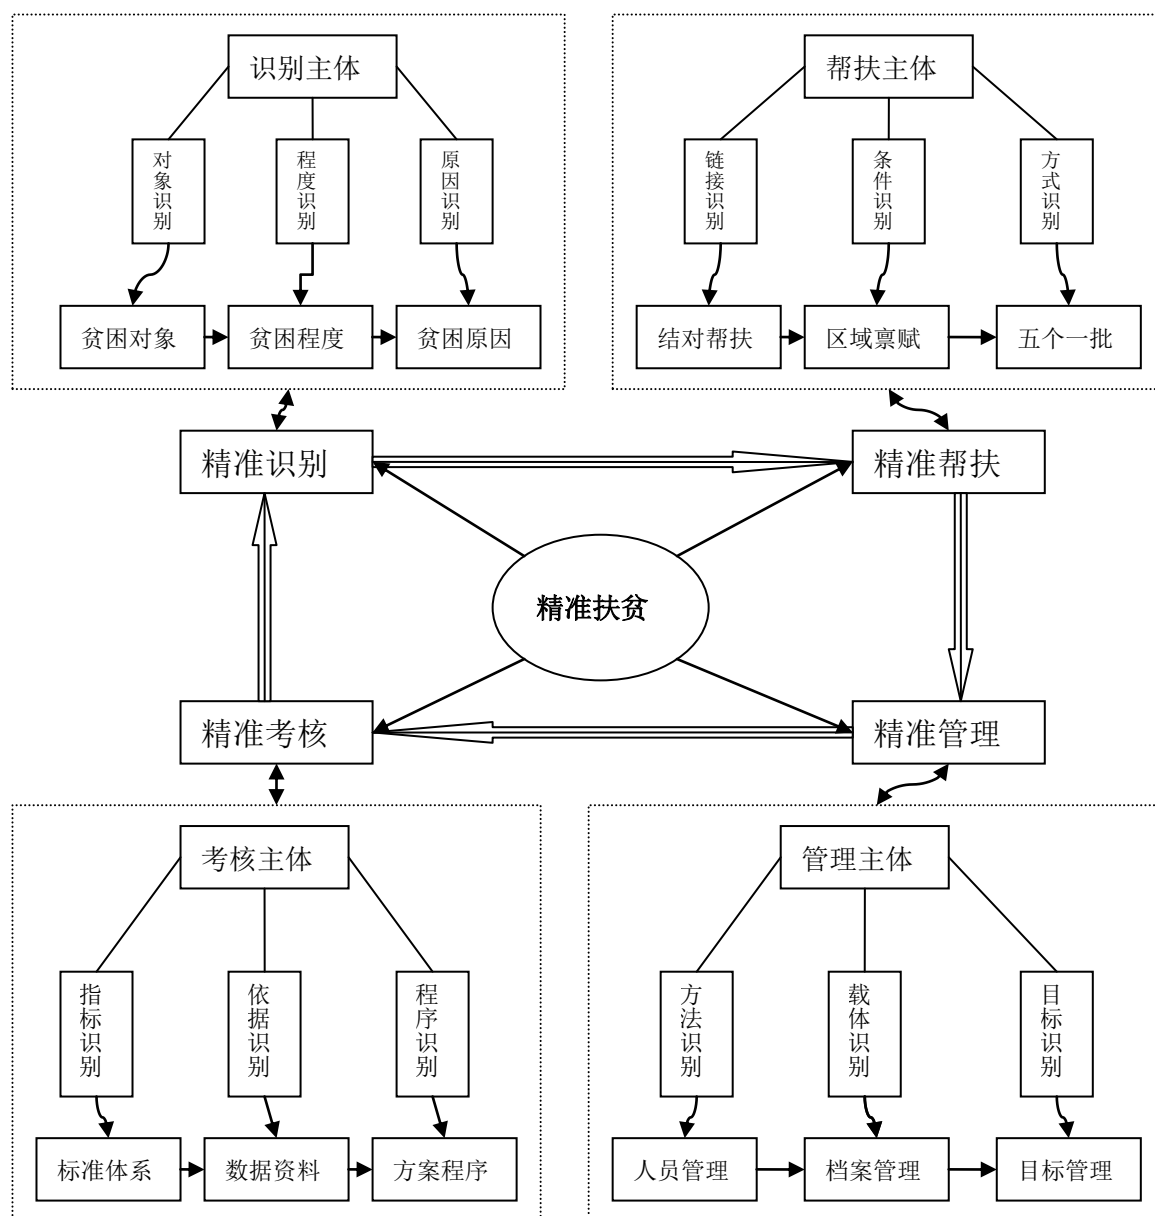 识别主体
帮扶主体
对象识别
程度识别
原因识别
链接识别
条件识别
方式识别
贫困对象
贫困程度
贫困原因
结对帮扶
区域禀赋
五个一批
精准识别
精准帮扶
精准扶贫
精准考核
精准管理
考核主体
管理主体
指标识别
依据识别
程序识别
方法识别
载体识别
目标识别
标准体系
数据资料
方案程序
人员管理
档案管理
目标管理